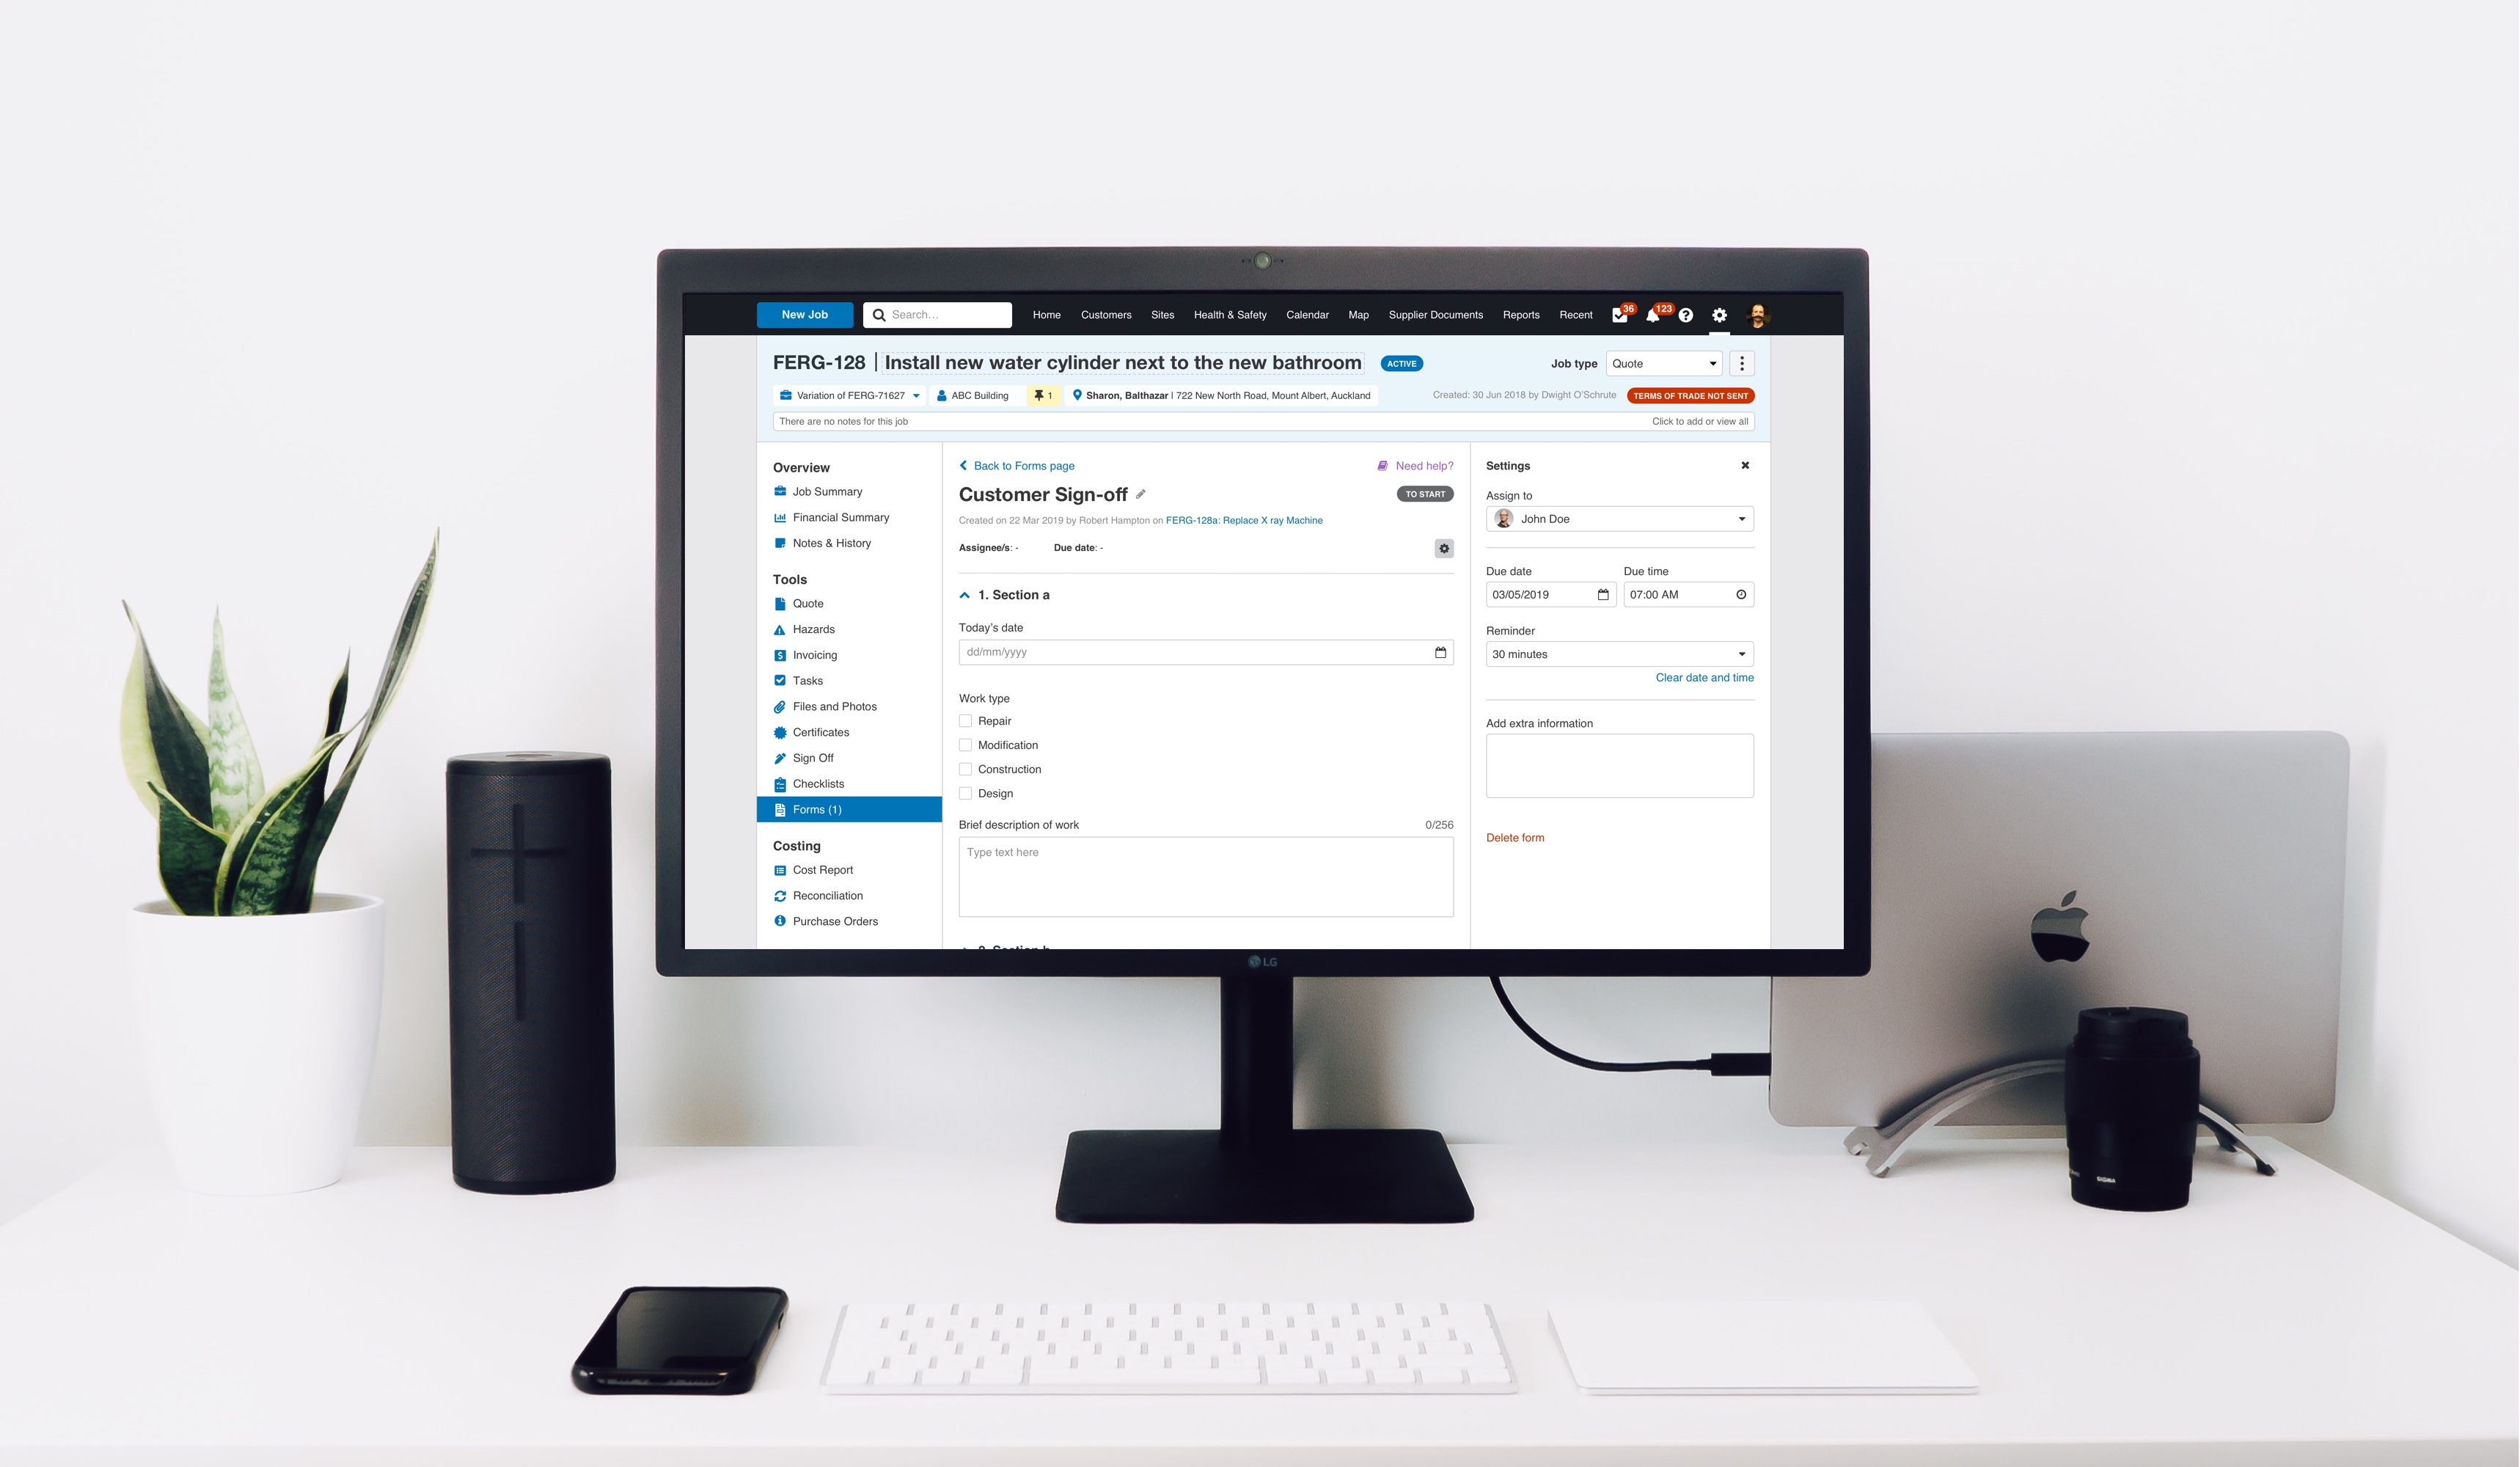 New Job
Search...
Home
Customers
Sites
Health & Safety
Calendar
Map
Supplier Documents
Reports
Recent
36
123
FERG-128 | Install new water cylinder next to the new bathroom
ACTIVE
Job type
Quote
Variation of FERG-71627
ABC Building
1
Sharon, Balthazar | 722 New North Road, Mount Albert, Auckland
Created: 30 Jun 2018 by Dwight O'Schrute
TERMS OF TRADE NOT SENT
There are no notes for this job
Click to add or view all
Overview
Job Summary
Financial Summary
Notes & History
Tools
Quote
Hazards
Invoicing
Tasks
Files and Photos
Certificates
Sign Off
Checklists
Forms (1)
Costing
Cost Report
Reconciliation
Purchase Orders
Back to Forms page
Need help?
Customer Sign-off
TO START
Created on 22 Mar 2019 by Robert Hampton on FERG-128a: Replace X ray Machine
Assignee/s: -
Due date: -
1. Section a
Today's date
dd/mm/yyyy
Work type
Repair
Modification
Construction
Design
Brief description of work
0/256
Type text here
2. Section b
Settings
Assign to
John Doe
Due date
Due time
03/05/2019
07:00 AM
Reminder
30 minutes
Clear date and time
Add extra information
Delete form
LG
SIGMA